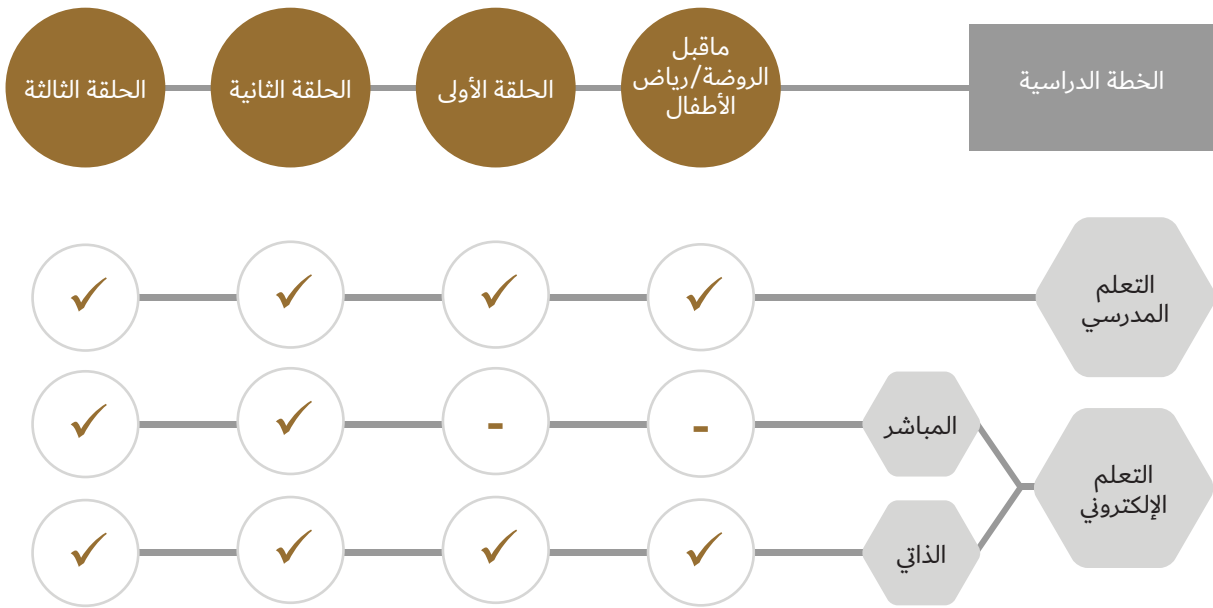 الخطة الدراسية
ماقبل
الروضة/رياض
الأطفال
الحلقة الأولى
الحلقة الثانية
الحلقة الثالثة
التعلم
المدرسي
✓
✓
✓
✓
التعلم
الإلكتروني
المباشر
-
-
✓
✓
الذاتي
✓
✓
✓
✓